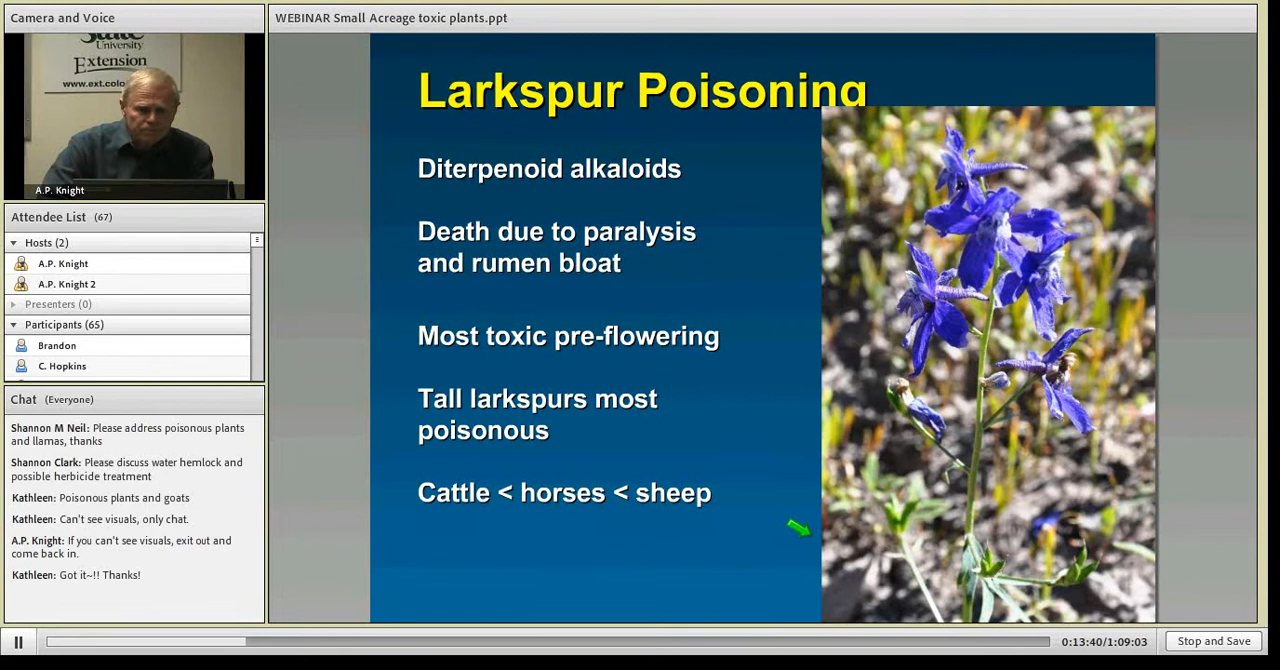 Camera and Voice
State
University
Extension
www.ext.colo
A.P. Knight
Attendee List (67)
Hosts (2)
A.P. Knight
A.P. Knight 2
Presenters (0)
Participants (65)
Brandon
C. Hopkins
Chat (Everyone)
Shannon M Neil: Please address poisonous plants
and llamas, thanks
Shannon Clark: Please discuss water hemlock and
possible herbicide treatment
Kathleen: Poisonous plants and goats
Kathleen: Can't see visuals, only chat.
A.P. Knight: If you can't see visuals, exit out and
come back in.
Kathleen: Got it~!! Thanks!
WEBINAR Small Acreage toxic plants.ppt
Larkspur Poisoning
Diterpenoid alkaloids
Death due to paralysis
and rumen bloat
Most toxic pre-flowering
Tall larkspurs most
poisonous
Cattle < horses < sheep
0:13:40/1:09:03
Stop and Save